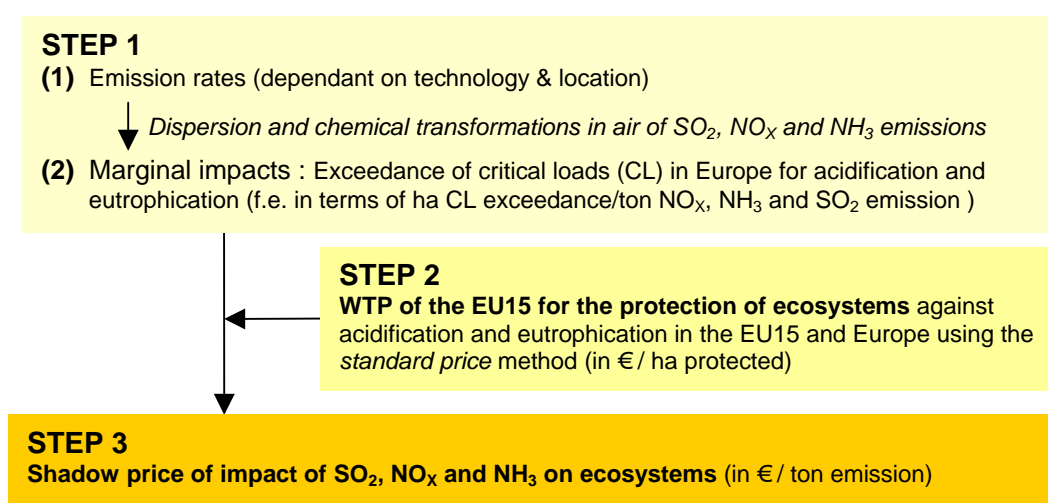 STEP 1
(1) Emission rates (dependant on technology & location)
Dispersion and chemical transformations in air of SO₂, NOX and NH₃ emissions
(2) Marginal impacts : Exceedance of critical loads (CL) in Europe for acidification and
eutrophication (f.e. in terms of ha CL exceedance/ton NOX, NH₃ and SO₂ emission )
STEP 2
WTP of the EU15 for the protection of ecosystems against
acidification and eutrophication in the EU15 and Europe using the
standard price method (in €/ ha protected)
STEP 3
Shadow price of impact of SO₂, NOX and NH₃ on ecosystems (in €/ ton emission)